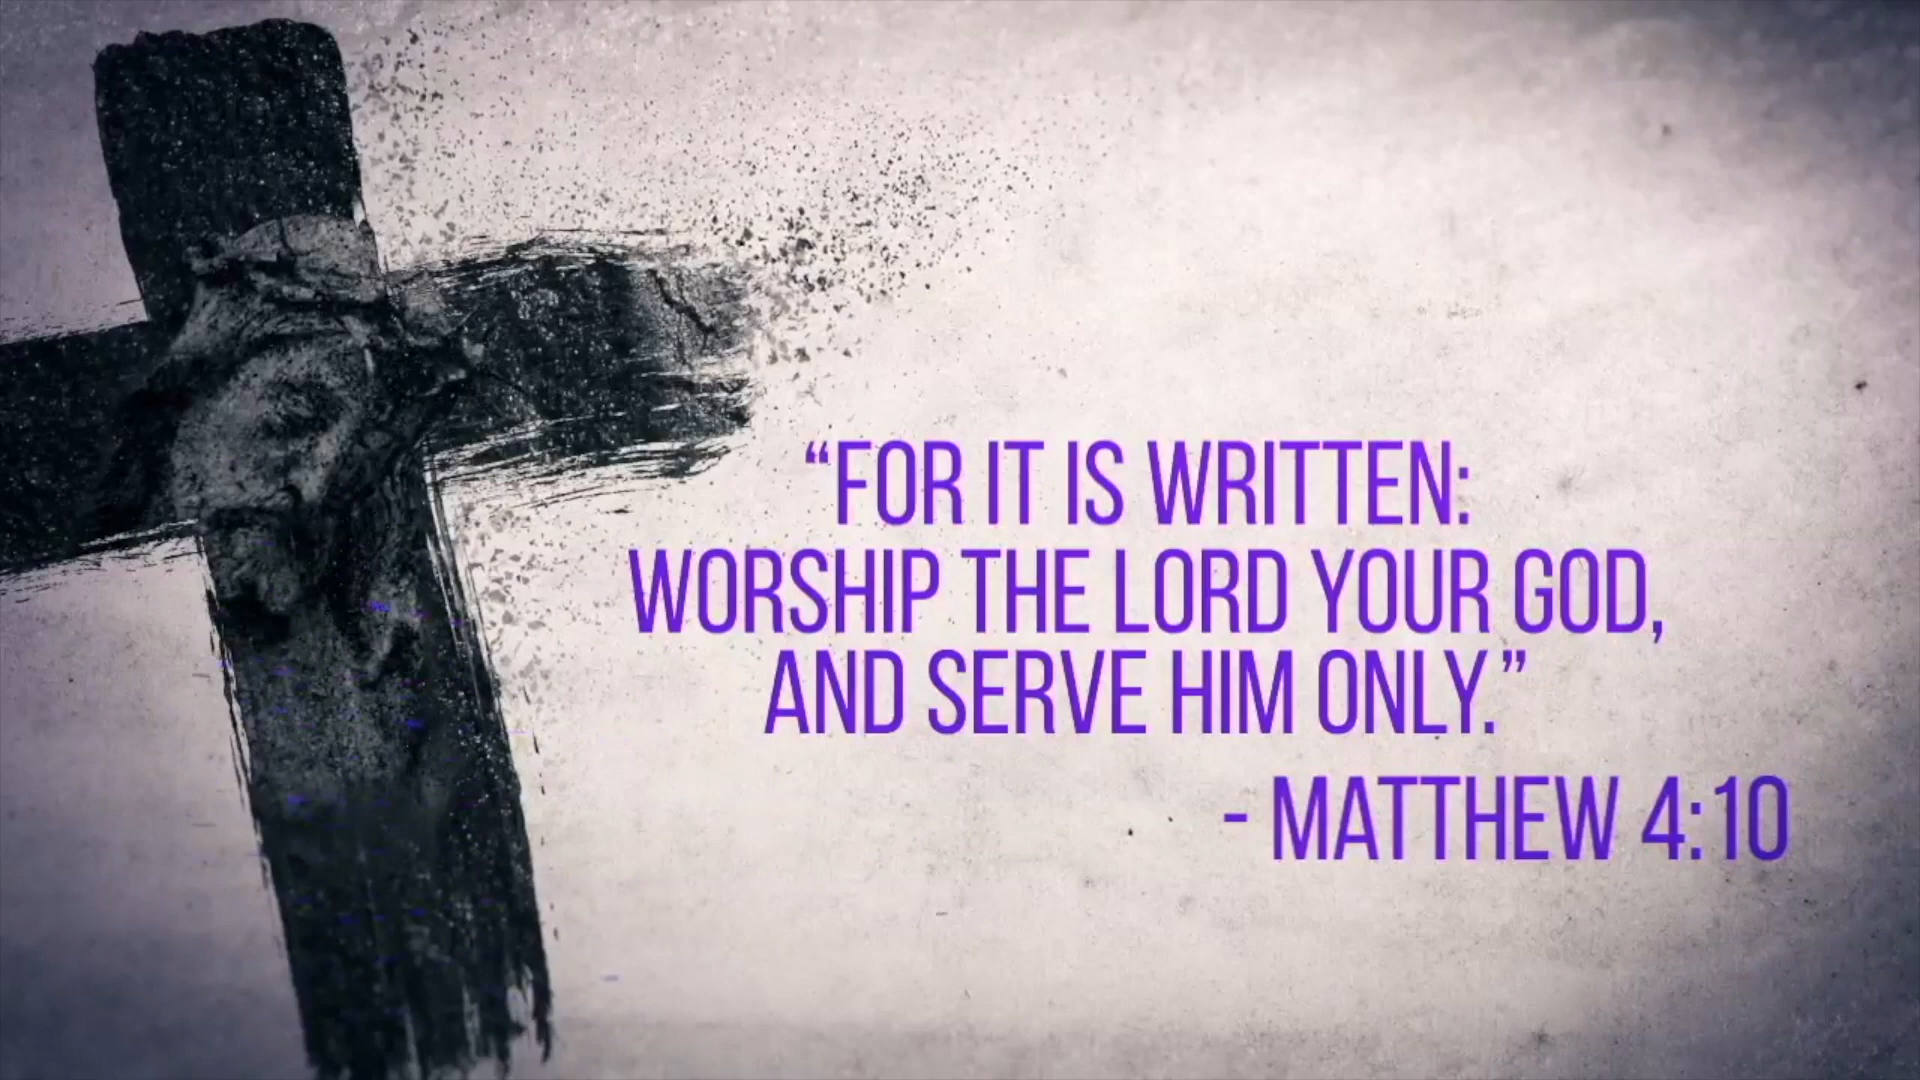 “FOR IT IS WRITTEN:
WORSHIP THE LORD YOUR GOD,
AND SERVE HIM ONLY.”
- MATTHEW 4:10